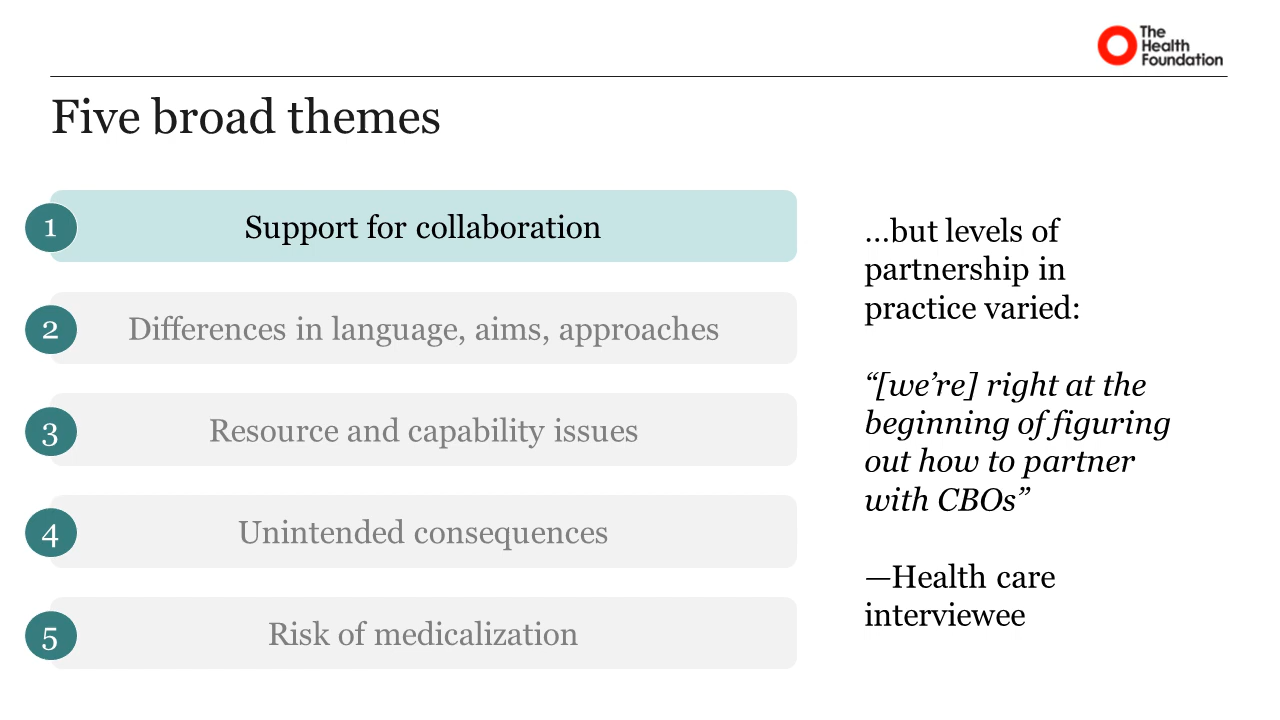 The
Health
Foundation
Five broad themes
1 Support for collaboration
2 Differences in language, aims, approaches
3 Resource and capability issues
4 Unintended consequences
5 Risk of medicalization
…but levels of
partnership in
practice varied:
“[we’re] right at the
beginning of figuring
out how to partner
with CBOs”
—Health care
interviewee